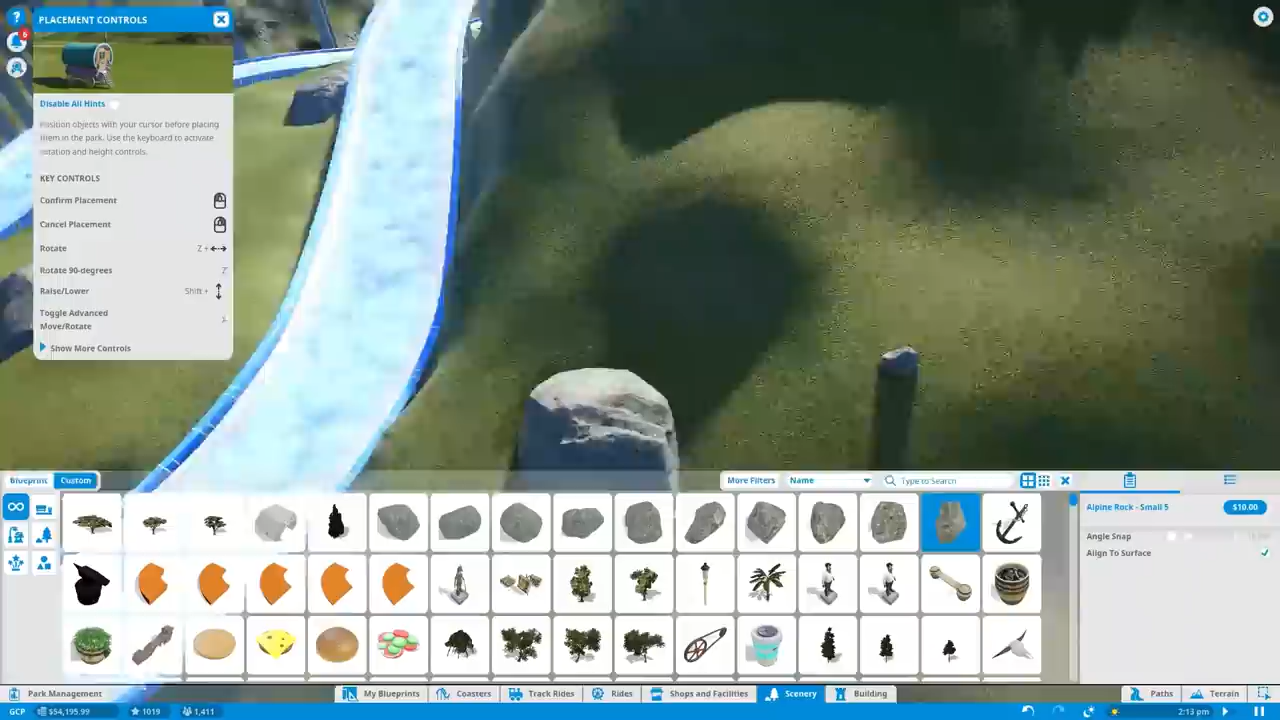 ?
PLACEMENT CONTROLS
6
Disable All Hints
Position objects with your cursor before placing
them in the park. Use the keyboard to activate
rotation and height controls.
KEY CONTROLS
Confirm Placement
Cancel Placement
Rotate Z +
Rotate 90-degrees Z
Raise/Lower Shift +
Toggle Advanced
Move/Rotate X
Show More Controls
Blueprint Custom More Filters Name Type to Search
Alpine Rock - Small 5 $10.00
Angle Snap
Align To Surface
Park Management My Blueprints Coasters Track Rides Rides Shops and Facilities Scenery Building Paths Terrain
GCP $54,195.99 1019 1,411 2:13 pm